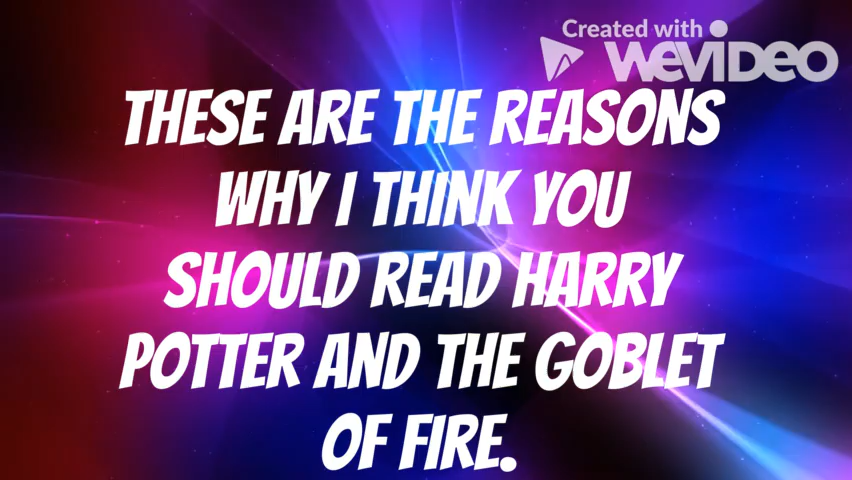 Created with
WEVIDEO
THESE ARE THE REASONS
WHY I THINK YOU
SHOULD READ HARRY
POTTER AND THE GOBLET
OF FIRE.